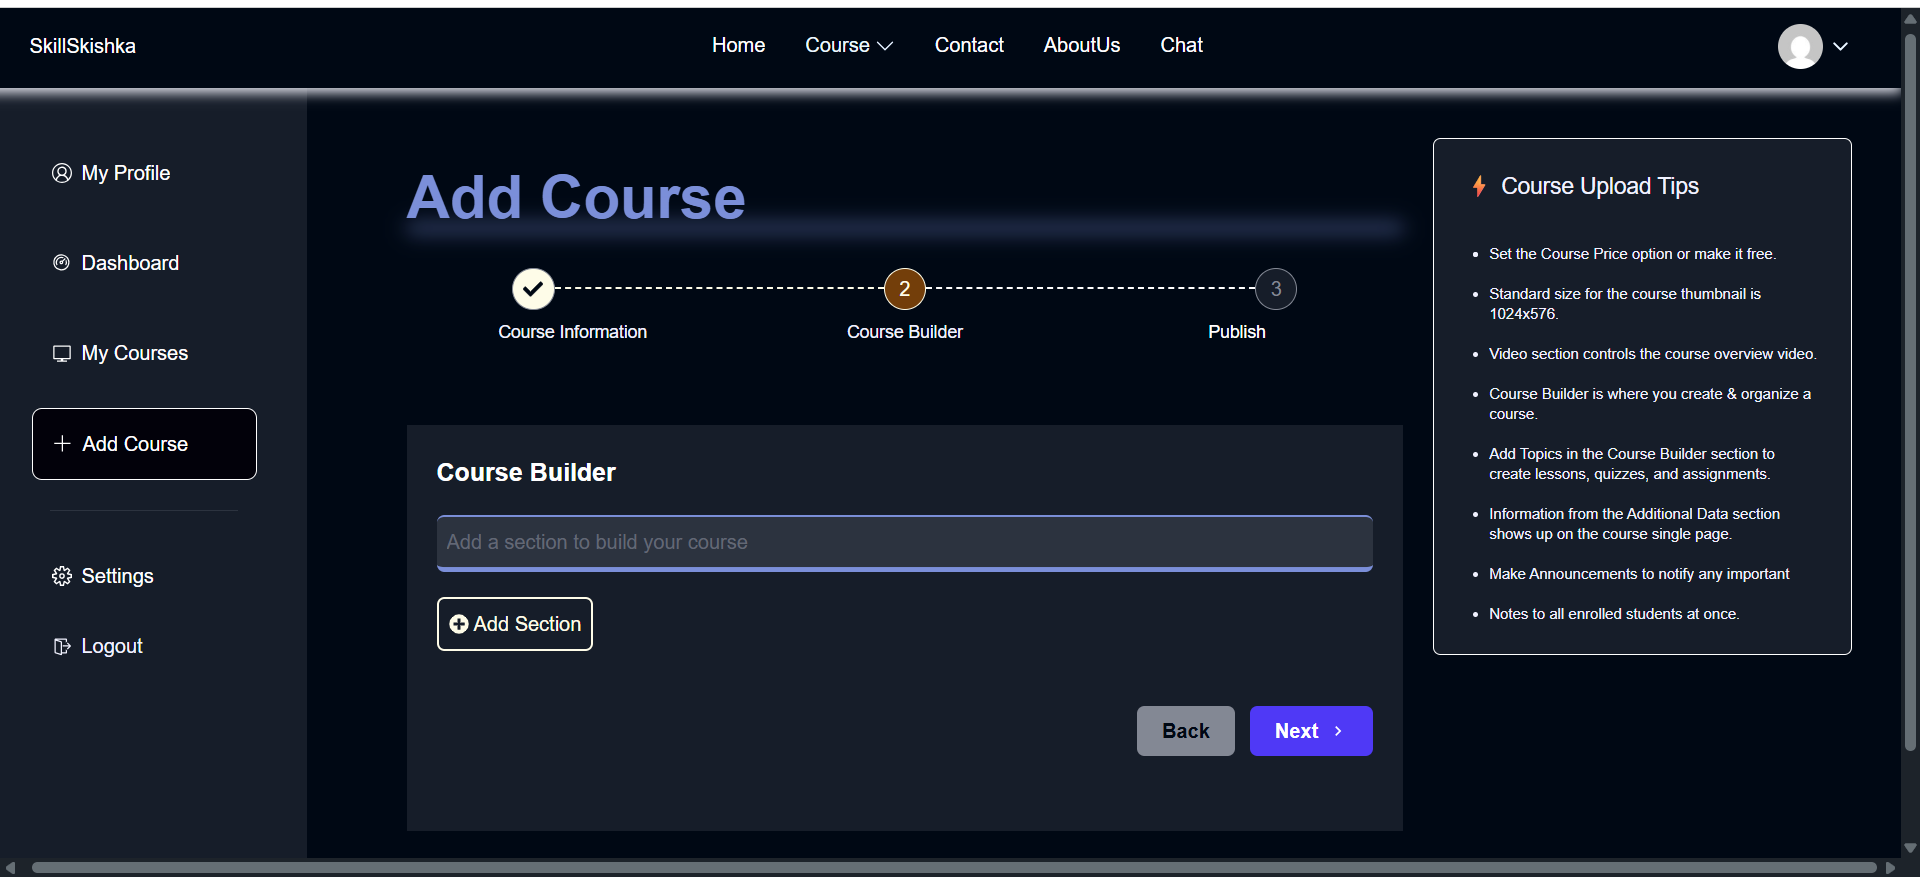 SkillSkishka
Home
Course
Contact
AboutUs
Chat
My Profile
Dashboard
My Courses
Add Course
Settings
Logout
Add Course
2
3
Course Information
Course Builder
Publish
Course Builder
Add a section to build your course
Add Section
Back
Next
Course Upload Tips
Set the Course Price option or make it free.
Standard size for the course thumbnail is
1024x576.
Video section controls the course overview video.
Course Builder is where you create & organize a
course.
Add Topics in the Course Builder section to
create lessons, quizzes, and assignments.
Information from the Additional Data section
shows up on the course single page.
Make Announcements to notify any important
Notes to all enrolled students at once.